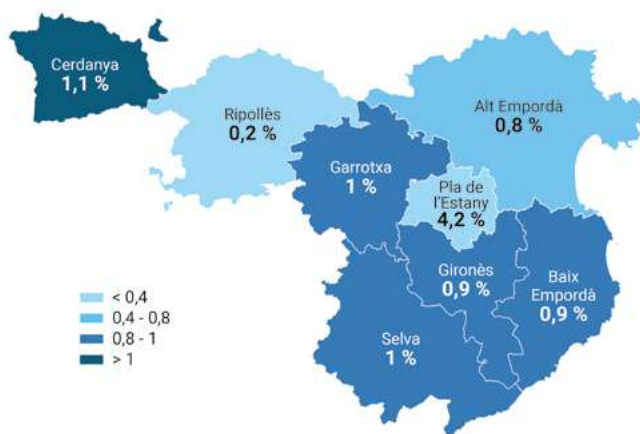 Cerdanya
1,1 %
Ripollès
0,2 %
Alt Empordà
0,8 %
Garrotxa
1 %
Pla de
l'Estany
4,2 %
Gironès
0,9 %
Baix
Empordà
0,9 %
Selva
1 %
< 0,4
0,4 - 0,8
0,8 - 1
> 1